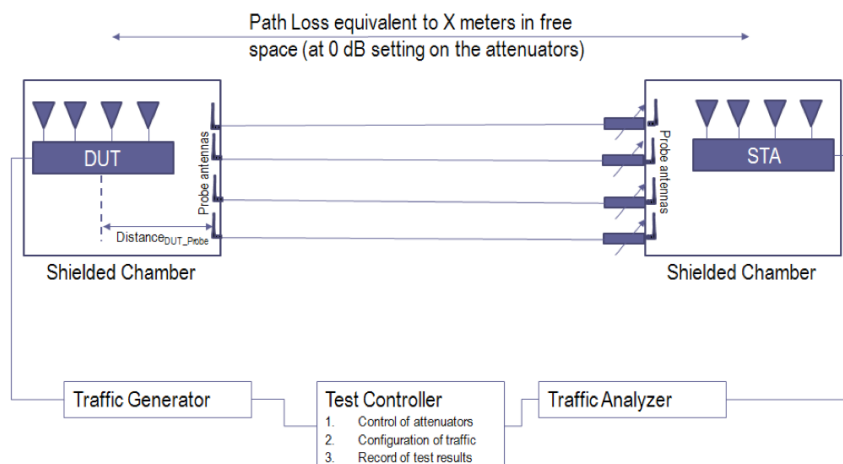 Path Loss equivalent to X meters in free
space (at 0 dB setting on the attenuators)
DUT
Probe antennas
Distance DUT_Probe
Shielded Chamber
Probe antennas
STA
Shielded Chamber
Traffic Generator
Test Controller
1. Control of attenuators
2. Configuration of traffic
3. Record of test results
Traffic Analyzer